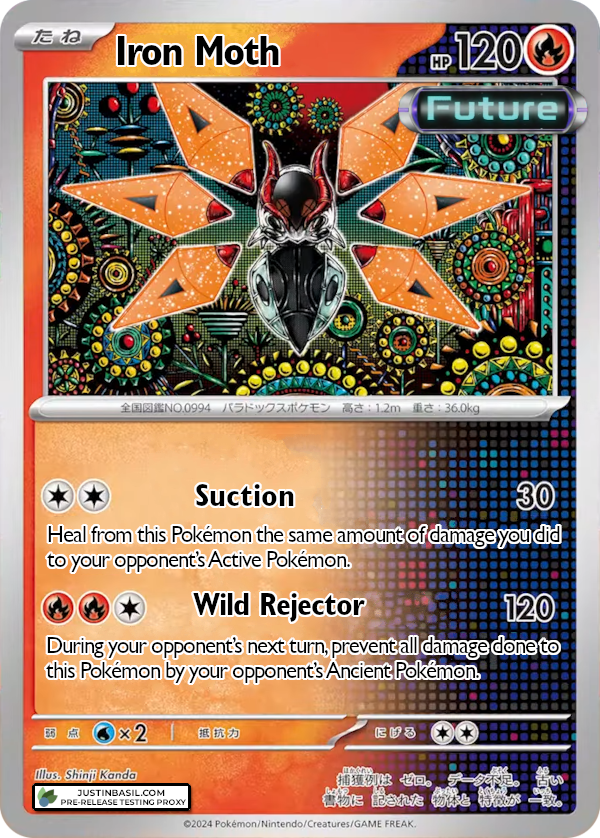 たね Iron Moth HP 120
Future
全国図鑑NO.0994 パラドックスポケモン 高さ:1.2m 重さ:36.0kg
Suction 30
Heal from this Pokémon the same amount of damage you did
to your opponent's Active Pokémon.
Wild Rejector 120
During your opponent's next turn, prevent all damage done to
this Pokémon by your opponent's Ancient Pokémon.
弱点 ×2 抵抗力 にげる
Illus. Shinji Kanda
JUSTINBASIL.COM
PRE-RELEASE TESTING PROXY
捕獲例は ゼロ。データ不足。古い
書物に 記された 物体と 特徴が 一致。
©2024 Pokémon/Nintendo/Creatures/GAME FREAK.